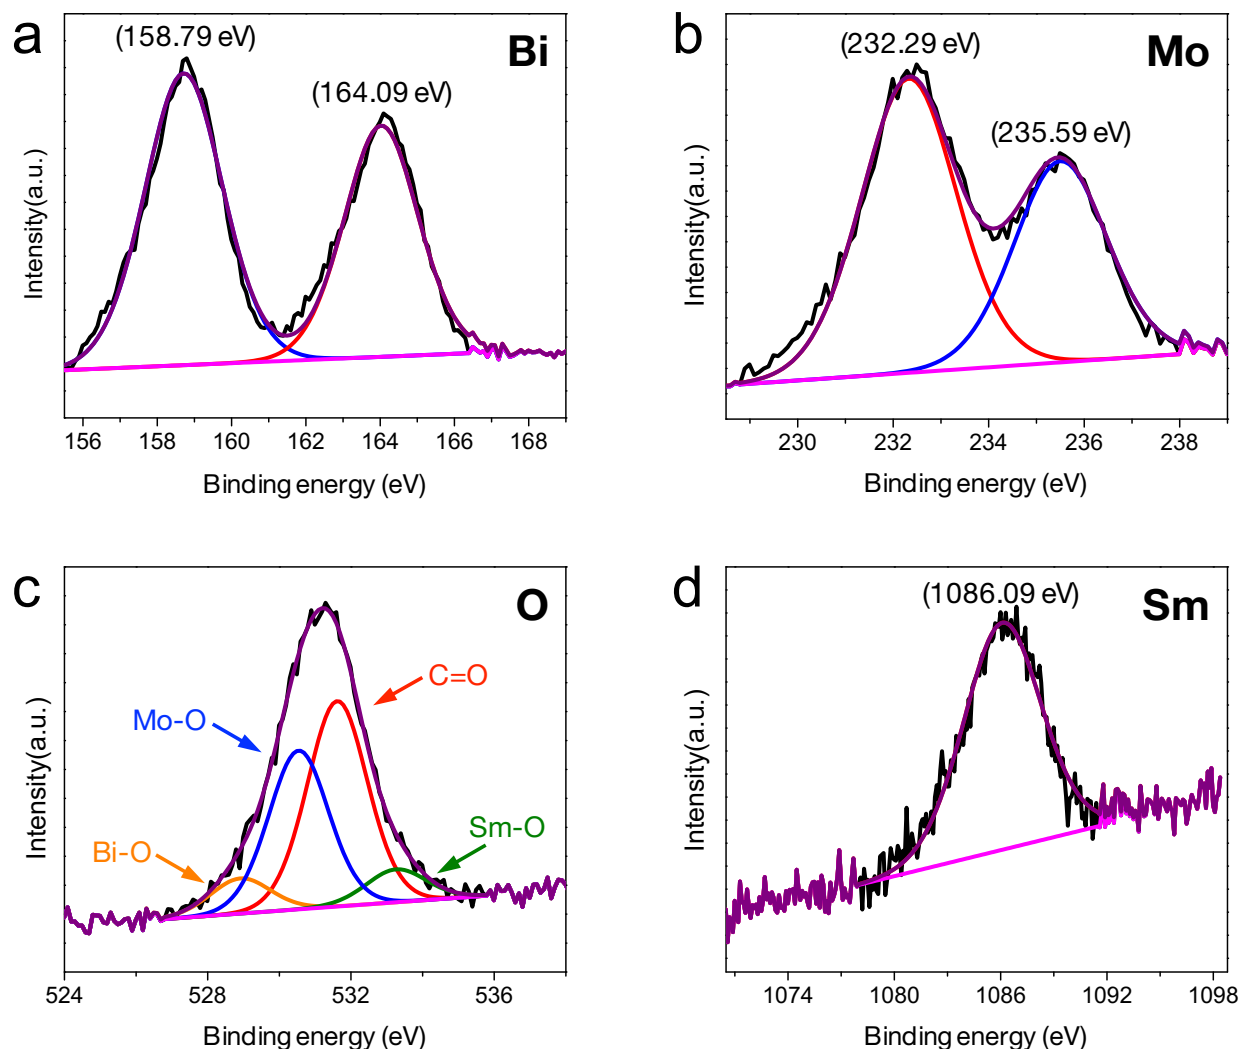 a
(158.79 eV)
Bi
(164.09 eV)
Intensity(a.u.)
156 158 160 162 164 166 168
Binding energy (eV)
b
(232.29 eV)
Mo
(235.59 eV)
Intensity(a.u.)
230 232 234 236 238
Binding energy (eV)
c
O
C=O
Mo-O
Sm-O
Bi-O
Intensity(a.u.)
524 528 532 536
Binding energy (eV)
d
(1086.09 eV)
Sm
Intensity(a.u.)
1074 1080 1086 1092 1098
Binding energy (eV)